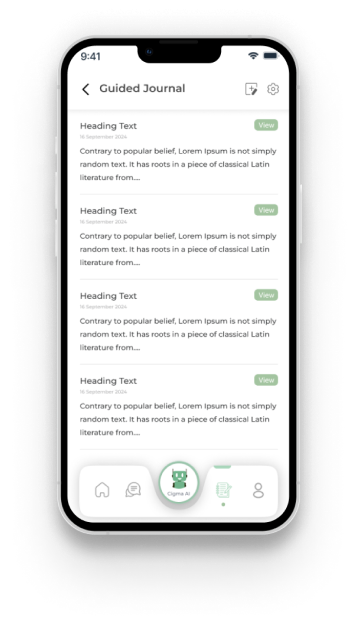 9:41
Guided Journal
Heading Text
View
16 September 2024
Contrary to popular belief, Lorem Ipsum is not simply
random text. It has roots in a piece of classical Latin
literature from....
Heading Text
View
16 September 2024
Contrary to popular belief, Lorem Ipsum is not simply
random text. It has roots in a piece of classical Latin
literature from....
Heading Text
View
16 September 2024
Contrary to popular belief, Lorem Ipsum is not simply
random text. It has roots in a piece of classical Latin
literature from....
Heading Text
View
16 September 2024
Contrary to popular belief, Lorem Ipsum is not simply
random text. It has roots in a piece of classical Latin
literature from....
Cigma AI